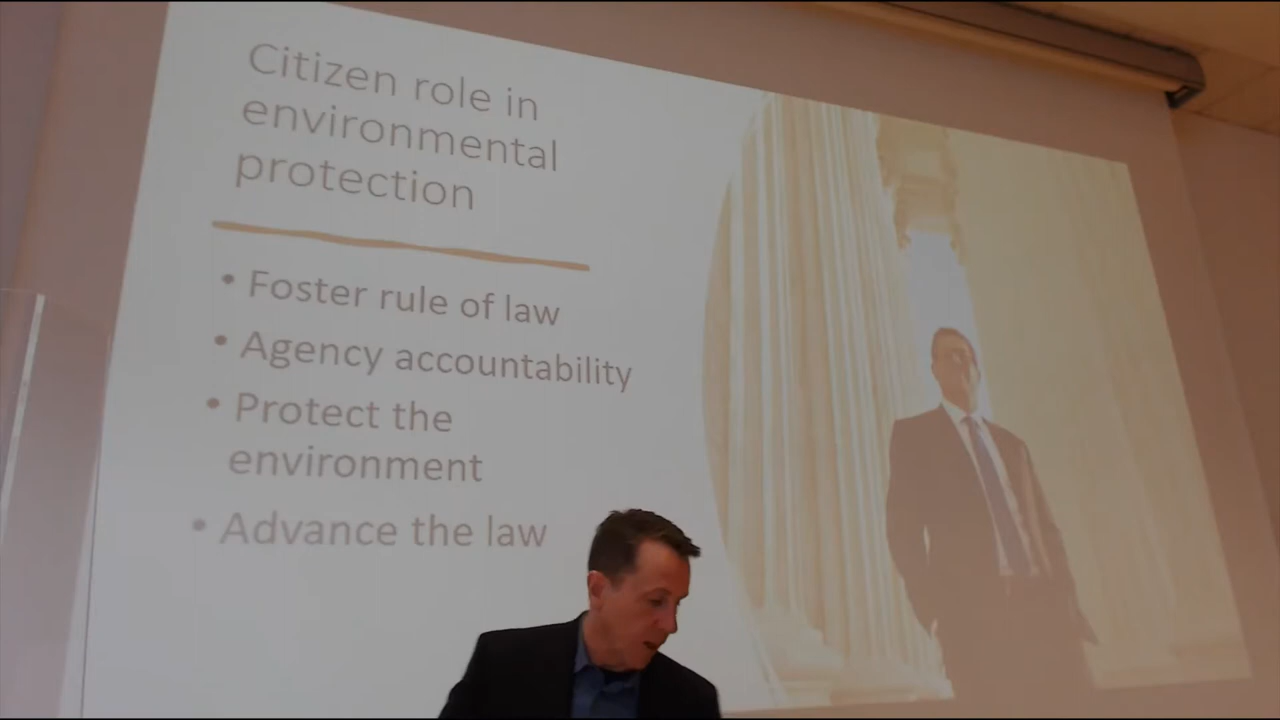 Citizen role in
environmental
protection
• Foster rule of law
• Agency accountability
• Protect the
environment
• Advance the law